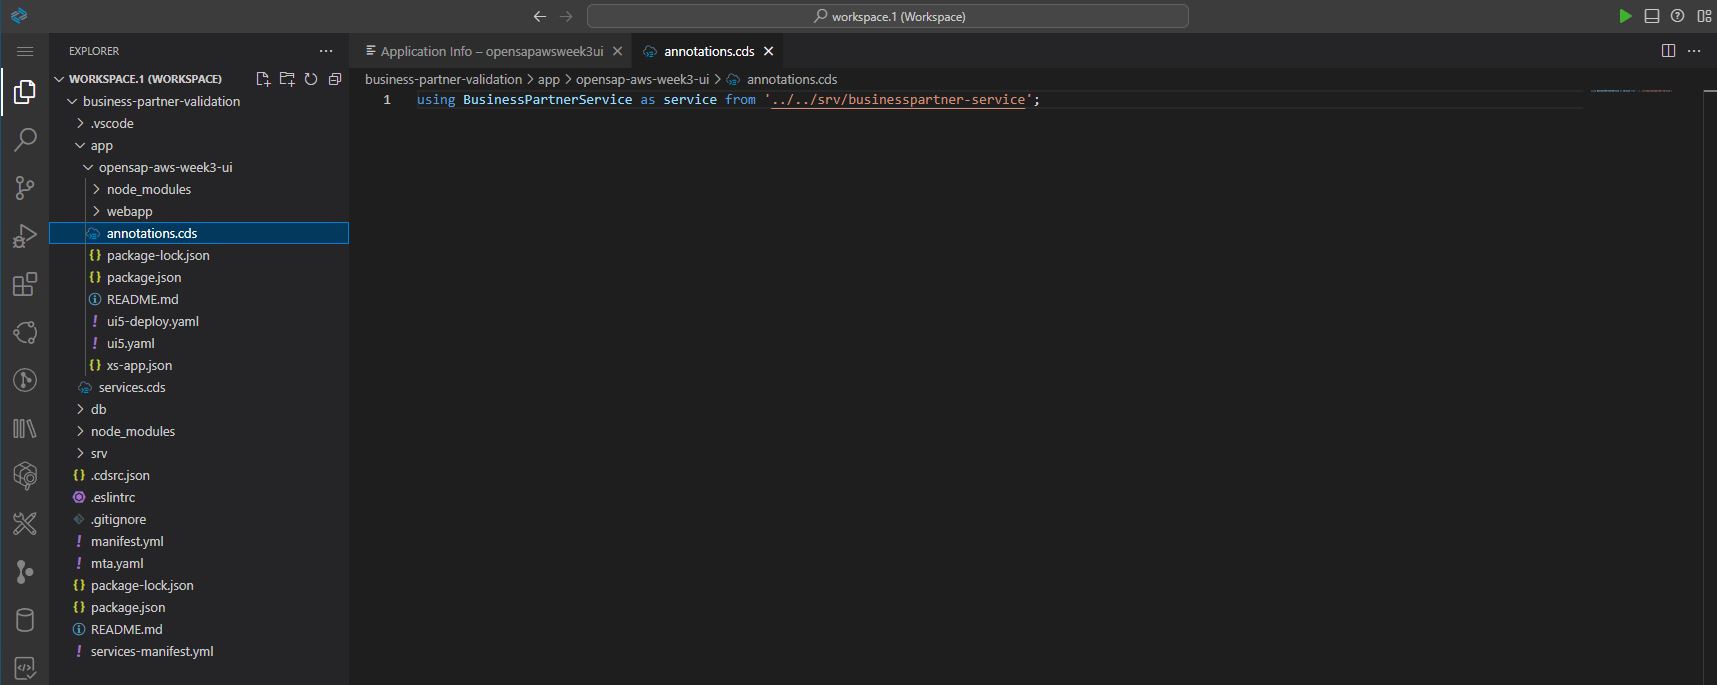 workspace.1 (Workspace)
EXPLORER
WORKSPACE.1 (WORKSPACE)
business-partner-validation
.vscode
app
opensap-aws-week3-ui
node_modules
webapp
annotations.cds
package-lock.json
package.json
README.md
ui5-deploy.yaml
ui5.yaml
xs-app.json
services.cds
db
node_modules
srv
.cdsrc.json
.eslintrc
.gitignore
manifest.yml
mta.yaml
package-lock.json
package.json
README.md
services-manifest.yml
Application Info – opensapawsweek3ui
annotations.cds
business-partner-validation > app > opensap-aws-week3-ui > annotations.cds
1 using BusinessPartnerService as service from '../../srv/businesspartner-service';